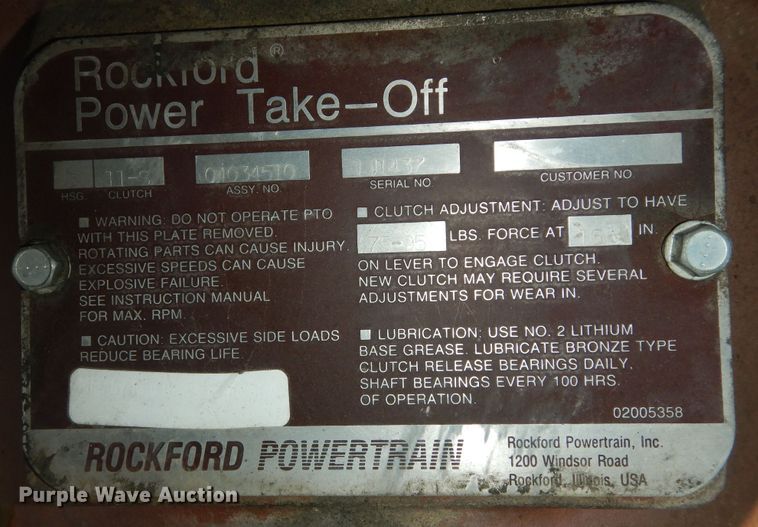 Rockford®
Power Take-Off
11-5
04034510
HSG. CLUTCH
ASSY. NO.
SERIAL NO.
CUSTOMER NO.
WARNING: DO NOT OPERATE PTO
WITH THIS PLATE REMOVED.
ROTATING PARTS CAN CAUSE INJURY.
EXCESSIVE SPEEDS CAN CAUSE
EXPLOSIVE FAILURE.
SEE INSTRUCTION MANUAL
FOR MAX. RPM.
CAUTION: EXCESSIVE SIDE LOADS
REDUCE BEARING LIFE.
CLUTCH ADJUSTMENT: ADJUST TO HAVE
LBS. FORCE AT IN.
ON LEVER TO ENGAGE CLUTCH.
NEW CLUTCH MAY REQUIRE SEVERAL
ADJUSTMENTS FOR WEAR IN.
LUBRICATION: USE NO. 2 LITHIUM
BASE GREASE. LUBRICATE BRONZE TYPE
CLUTCH RELEASE BEARINGS DAILY,
SHAFT BEARINGS EVERY 100 HRS.
OF OPERATION.
02005358
ROCKFORD POWERTRAIN
Rockford Powertrain, Inc.
1200 Windsor Road
Rockford, Illinois, USA
Purple Wave Auction